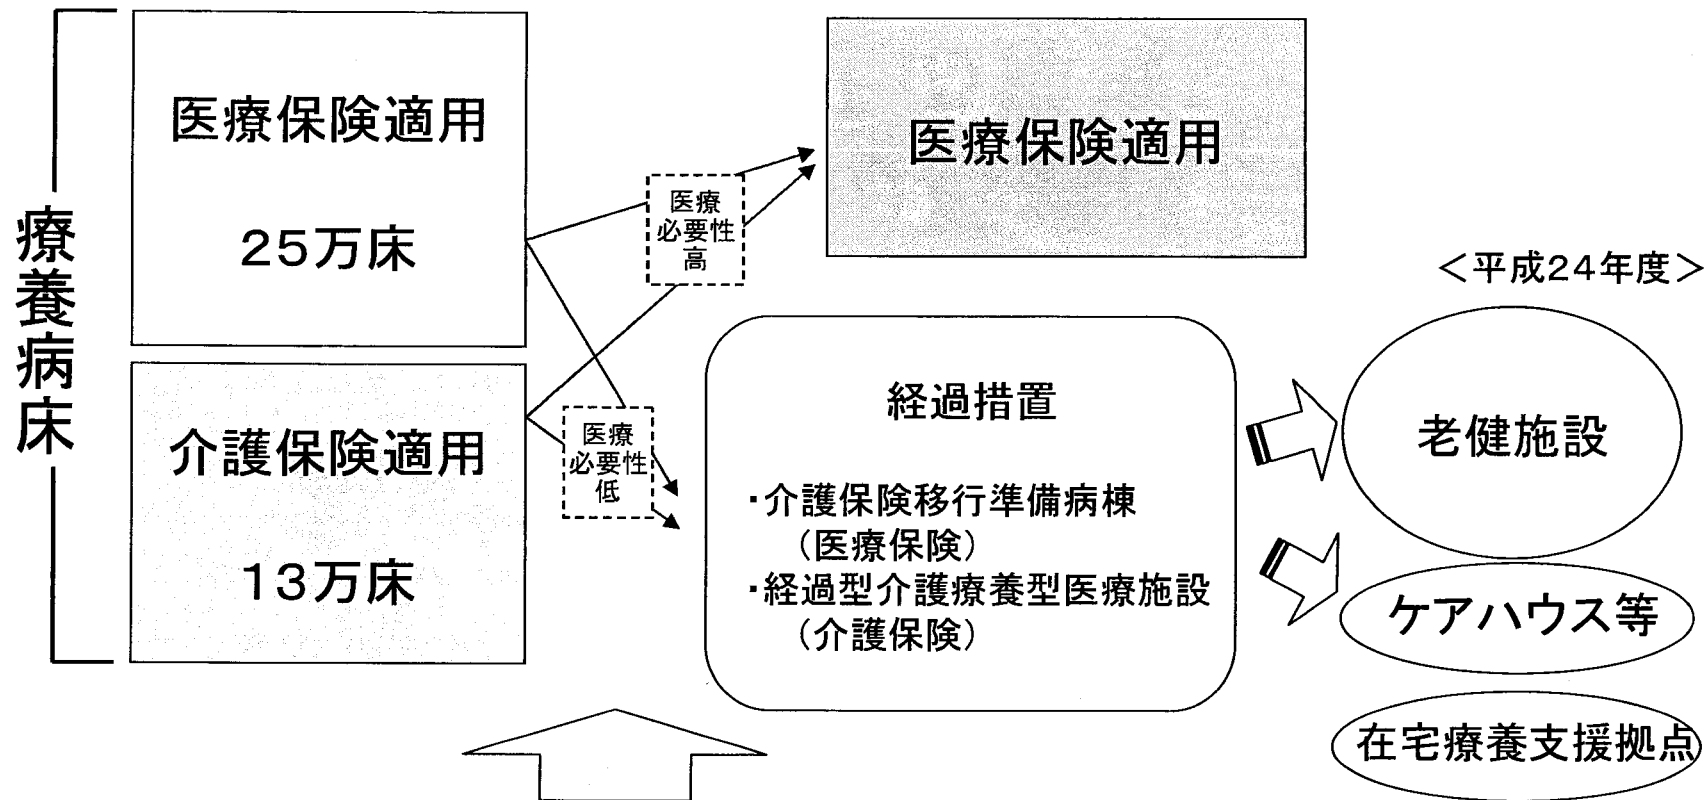 療養病床
医療保険適用
25万床
介護保険適用
13万床
医療
必要性
高
医療
必要性
低
医療保険適用
経過措置
・介護保険移行準備病棟
(医療保険)
・経過型介護療養型医療施設
(介護保険)
<平成24年度>
老健施設
ケアハウス等
在宅療養支援拠点